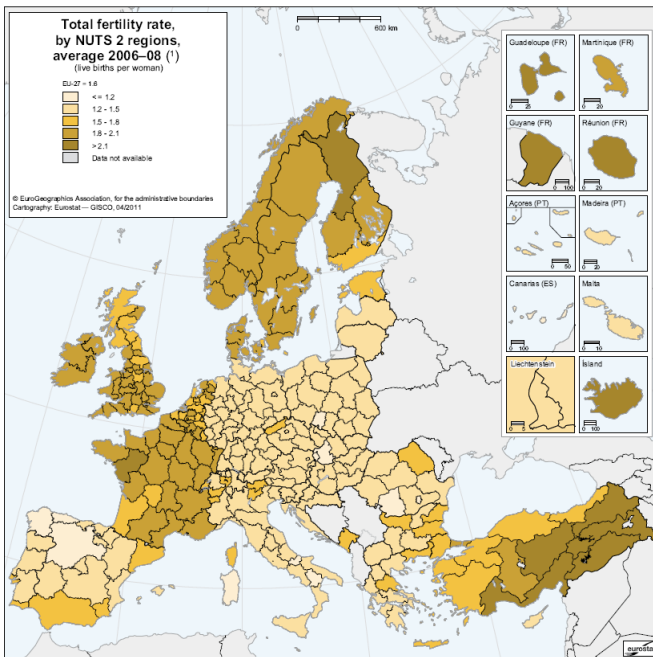 Total fertility rate,
by NUTS 2 regions,
average 2006–08 (¹)
(live births per woman)
EU-27 = 1.6
<= 1.2
1.2 - 1.5
1.5 - 1.8
1.8 - 2.1
> 2.1
Data not available
© EuroGeographics Association, for the administrative boundaries
Cartography: Eurostat — GISCO, 04/2011
0 600 km
Guadeloupe (FR)
0 25
Martinique (FR)
0 20
Guyane (FR)
0 100
Réunion (FR)
0 20
Açores (PT)
0 50
Madeira (PT)
0 20
Canarias (ES)
0 100
Malta
0 10
Liechtenstein
0 5
Ísland
0 100
eurostat